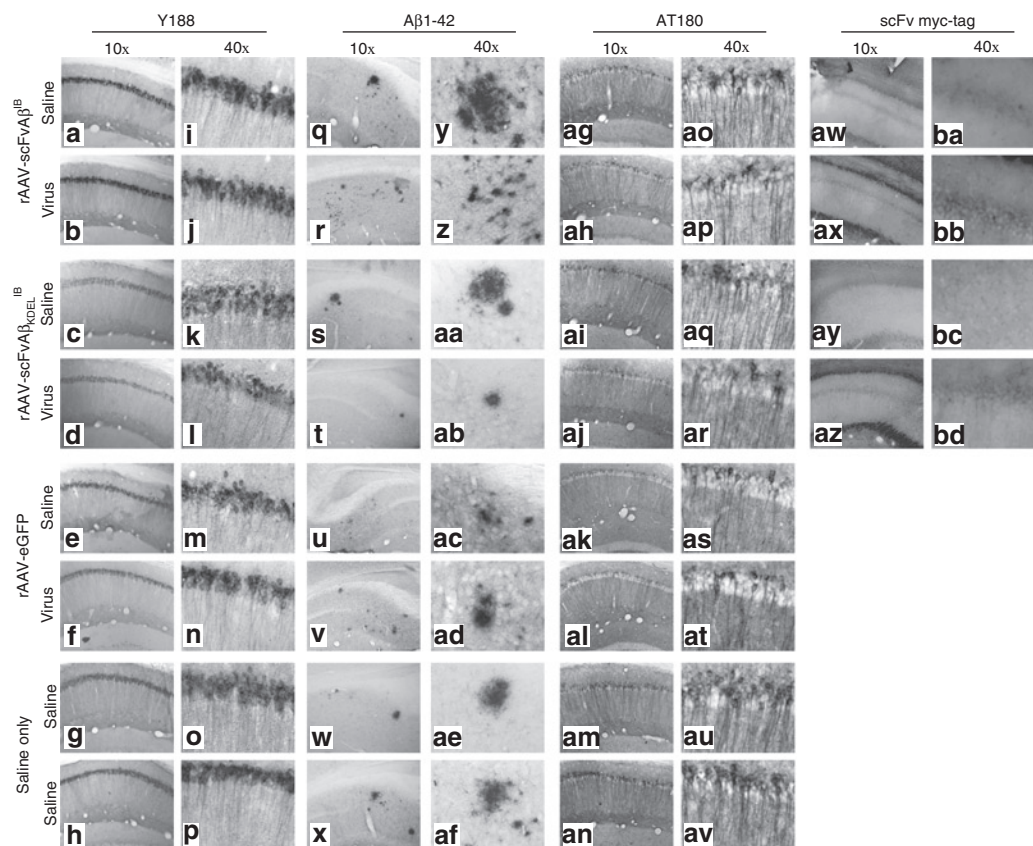 Y188 Aβ1-42 AT180 scFv myc-tag
10x 40x 10x 40x 10x 40x 10x 40x
rAAV-scFvAβIB
Saline
a i q y ag ao aw ba
Virus
b j r z ah ap ax bb
rAAV-scFvAβKDELIB
Saline
c k s aa ai aq ay bc
Virus
d l t ab aj ar az bd
rAAV-eGFP
Saline
e m u ac ak as
Virus
f n v ad al at
Saline only
Saline
g o w ae am au
Saline
h p x af an av